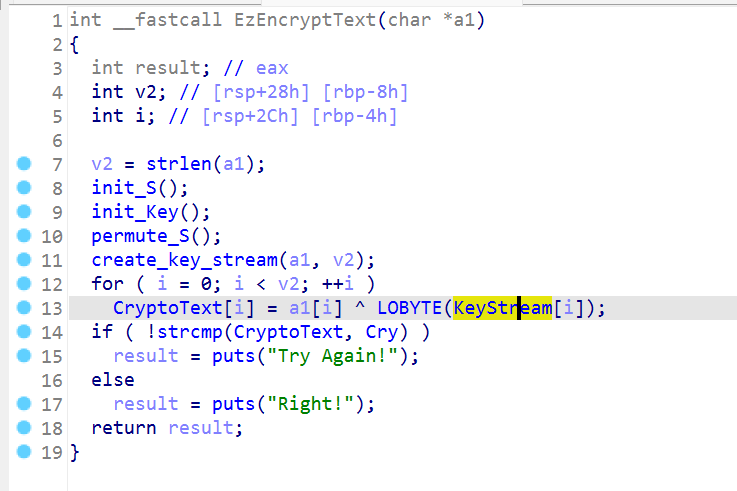 1 int __fastcall EzEncryptText(char *a1)
2 {
3 int result; // eax
4 int v2; // [rsp+28h] [rbp-8h]
5 int i; // [rsp+2Ch] [rbp-4h]
6
7 v2 = strlen(a1);
8 init_S();
9 init_Key();
10 permute_S();
11 create_key_stream(a1, v2);
12 for ( i = 0; i < v2; ++i )
13 CryptoText[i] = a1[i] ^ LOBYTE(KeyStream[i]);
14 if ( !strcmp(CryptoText, Cry) )
15 result = puts("Try Again!");
16 else
17 result = puts("Right!");
18 return result;
19 }